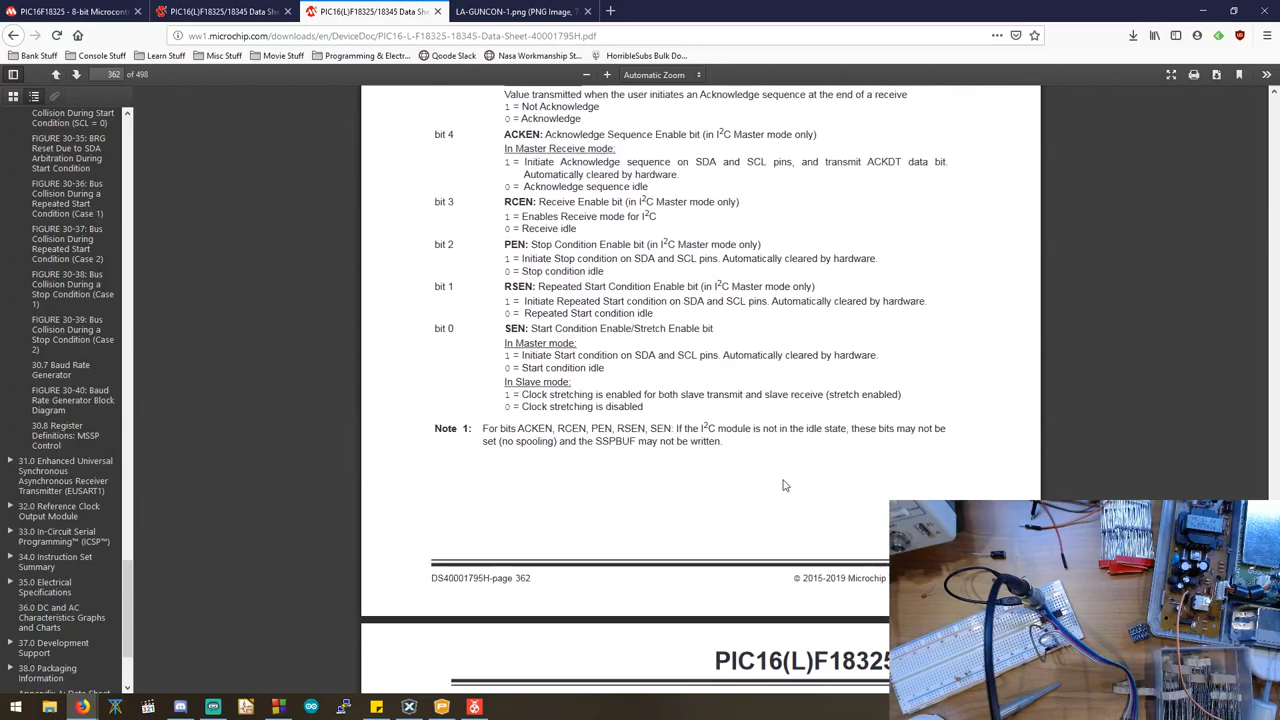 PIC16F18325 - 8-bit Microcont
PIC16(L)F18325/18345 Data She
PIC16(L)F18325/18345 Data She
LA-GUNCON-1.png (PNG Image, 7
ww1.microchip.com/downloads/en/DeviceDoc/PIC16-L-F18325-18345-Data-Sheet-40001795H.pdf
Bank Stuff
Console Stuff
Learn Stuff
Misc Stuff
Movie Stuff
Programming & Electr...
Qode Slack
Nasa Workmanship St...
HorribleSubs Bulk Do...
362 of 498
Automatic Zoom
Collision During Start
Condition (SCL = 0)
FIGURE 30-35: BRG
Reset Due to SDA
Arbitration During
Start Condition
FIGURE 30-36: Bus
Collision During a
Repeated Start
Condition (Case 1)
FIGURE 30-37: Bus
Collision During
Repeated Start
Condition (Case 2)
FIGURE 30-38: Bus
Collision During a
Stop Condition (Case
1)
FIGURE 30-39: Bus
Collision During a
Stop Condition (Case
2)
30.7 Baud Rate
Generator
FIGURE 30-40: Baud
Rate Generator Block
Diagram
30.8 Register
Definitions: MSSP
Control
31.0 Enhanced Universal
Synchronous
Asynchronous Receiver
Transmitter (EUSART1)
32.0 Reference Clock
Output Module
33.0 In-Circuit Serial
Programming™ (ICSP™)
34.0 Instruction Set
Summary
35.0 Electrical
Specifications
36.0 DC and AC
Characteristics Graphs
and Charts
37.0 Development
Support
38.0 Packaging
Information
Appendix A: Data Sheet
Value transmitted when the user initiates an Acknowledge sequence at the end of a receive
1 = Not Acknowledge
0 = Acknowledge
bit 4 ACKEN: Acknowledge Sequence Enable bit (in I2C Master mode only)
In Master Receive mode:
1 = Initiate Acknowledge sequence on SDA and SCL pins, and transmit ACKDT data bit.
Automatically cleared by hardware.
0 = Acknowledge sequence idle
bit 3 RCEN: Receive Enable bit (in I2C Master mode only)
1 = Enables Receive mode for I2C
0 = Receive idle
bit 2 PEN: Stop Condition Enable bit (in I2C Master mode only)
1 = Initiate Stop condition on SDA and SCL pins. Automatically cleared by hardware.
0 = Stop condition idle
bit 1 RSEN: Repeated Start Condition Enable bit (in I2C Master mode only)
1 = Initiate Repeated Start condition on SDA and SCL pins. Automatically cleared by hardware.
0 = Repeated Start condition idle
bit 0 SEN: Start Condition Enable/Stretch Enable bit
In Master mode:
1 = Initiate Start condition on SDA and SCL pins. Automatically cleared by hardware.
0 = Start condition idle
In Slave mode:
1 = Clock stretching is enabled for both slave transmit and slave receive (stretch enabled)
0 = Clock stretching is disabled
Note 1: For bits ACKEN, RCEN, PEN, RSEN, SEN: If the I2C module is not in the idle state, these bits may not be
set (no spooling) and the SSPBUF may not be written.
DS40001795H-page 362
© 2015-2019 Microchip
PIC16(L)F18325